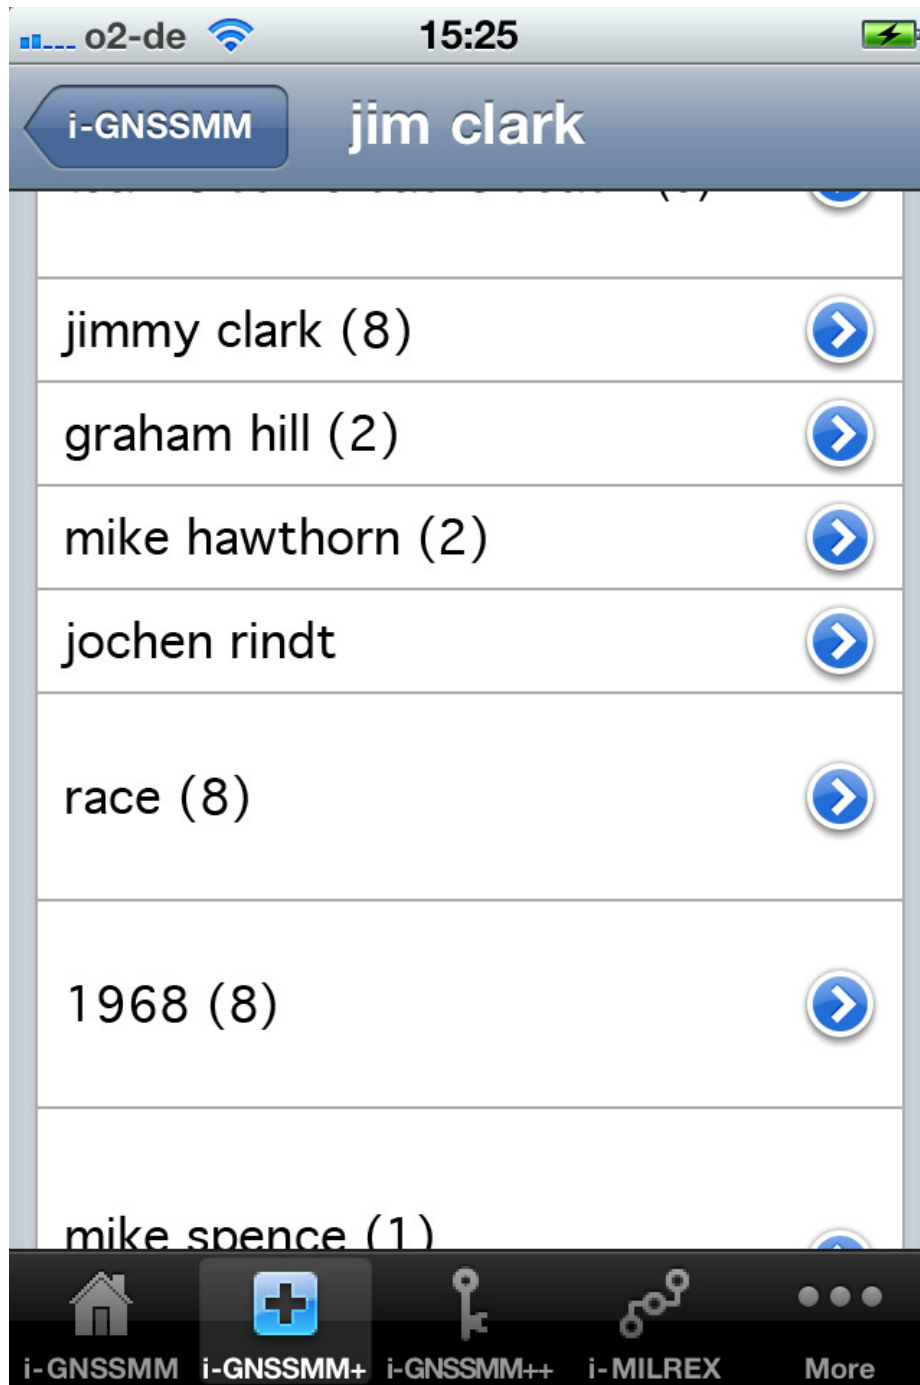 o2-de 15:25
i-GNSSMM jim clark
jimmy clark (8)
graham hill (2)
mike hawthorn (2)
jochen rindt
race (8)
1968 (8)
mike spence (1)
i-GNSSMM i-GNSSMM+ i-GNSSMM++ i-MILREX More